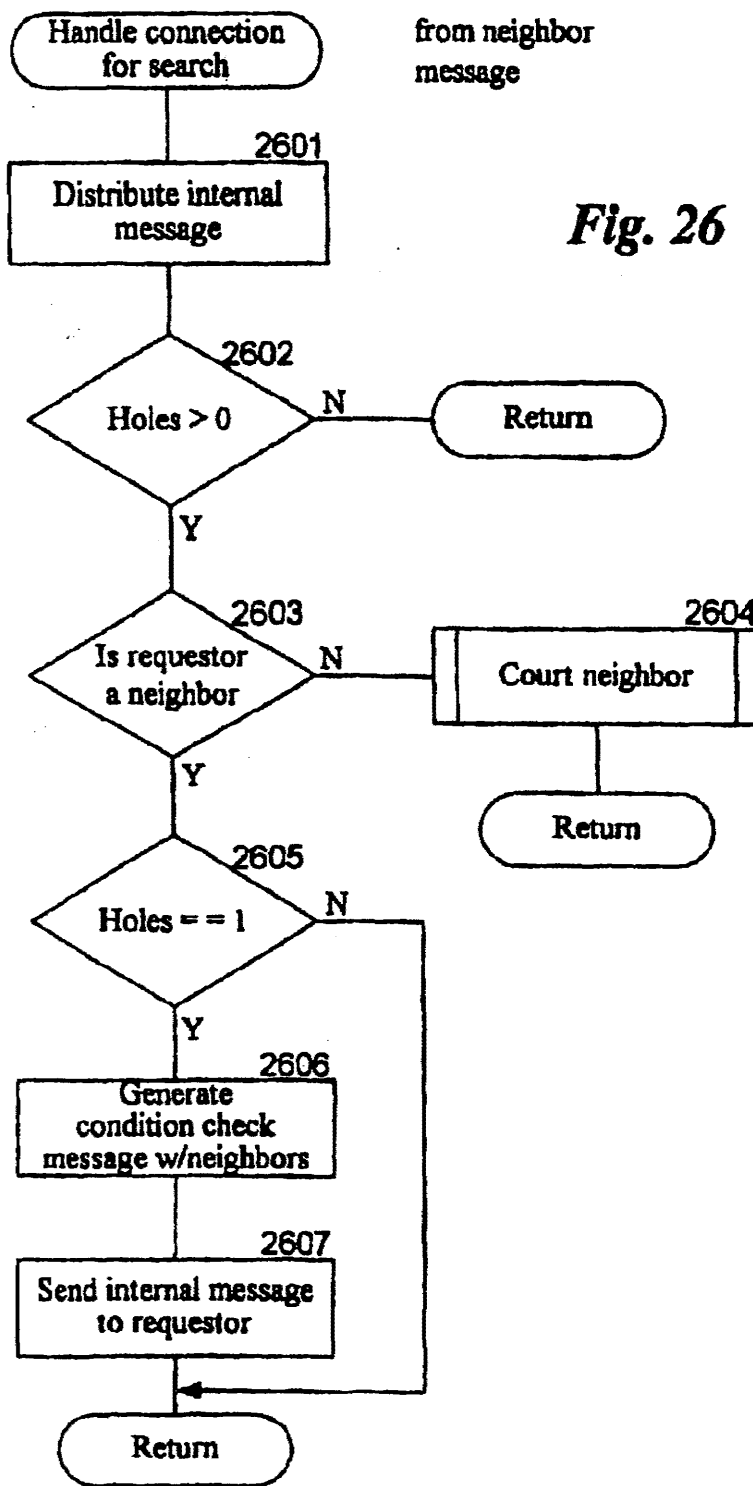 Handle connection
for search
from neighbor
message
2601
Distribute internal
message
Fig. 26
2602
Holes > 0
N
Return
Y
2603
Is requestor
a neighbor
N
2604
Court neighbor
Y
Return
2605
Holes = = 1
N
Y
2606
Generate
condition check
message w/neighbors
2607
Send internal message
to requestor
Return